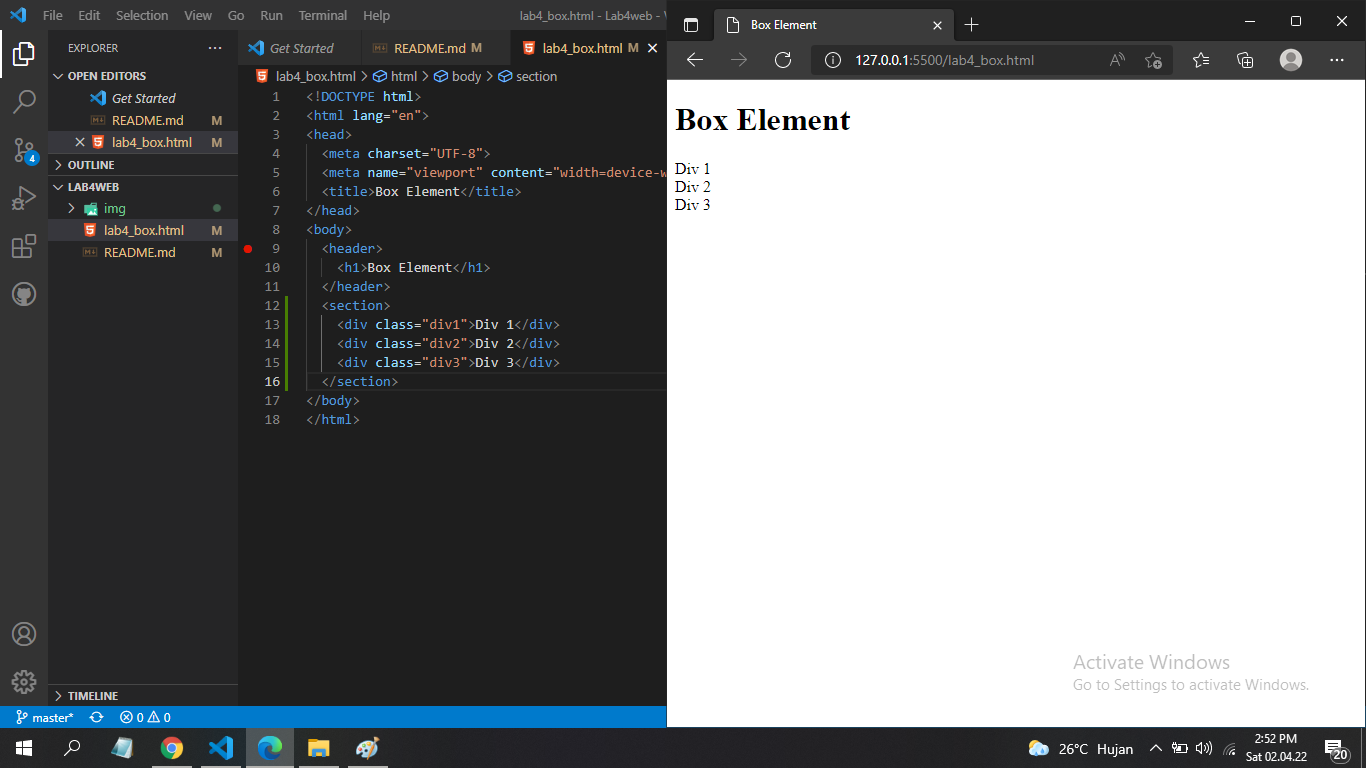 File Edit Selection View Go Run Terminal Help lab4_box.html - Lab4web - V
EXPLORER
OPEN EDITORS
Get Started
README.md M
lab4_box.html M
OUTLINE
LAB4WEB
img
lab4_box.html M
README.md M
TIMELINE
4
Get Started README.md M lab4_box.html M
lab4_box.html > html > body > section
1 <!DOCTYPE html>
2 <html lang="en">
3 <head>
4 <meta charset="UTF-8">
5 <meta name="viewport" content="width=device-w
6 <title>Box Element</title>
7 </head>
8 <body>
9 <header>
10 <h1>Box Element</h1>
11 </header>
12 <section>
13 <div class="div1">Div 1</div>
14 <div class="div2">Div 2</div>
15 <div class="div3">Div 3</div>
16 </section>
17 </body>
18 </html>
master* 0 0
Box Element
127.0.0.1:5500/lab4_box.html
Box Element
Div 1
Div 2
Div 3
Activate Windows
Go to Settings to activate Windows.
26°C Hujan
2:52 PM
Sat 02.04.22
20